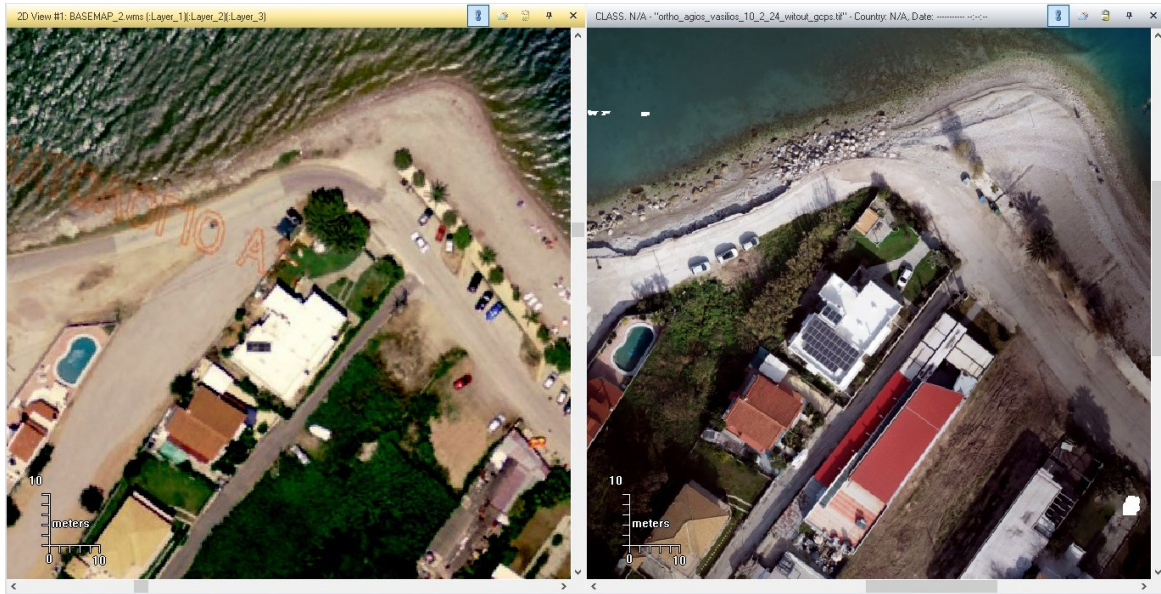 2D View #1: BASEMAP_2.wms (:Layer_1)(:Layer_2)(:Layer_3)
CLASS. N/A - "ortho_agios_vasilios_10_2_24_witout_gcps.tif" - Country: N/A, Date: ----------- --:--:--
10
meters
0 10
10
meters
0 10